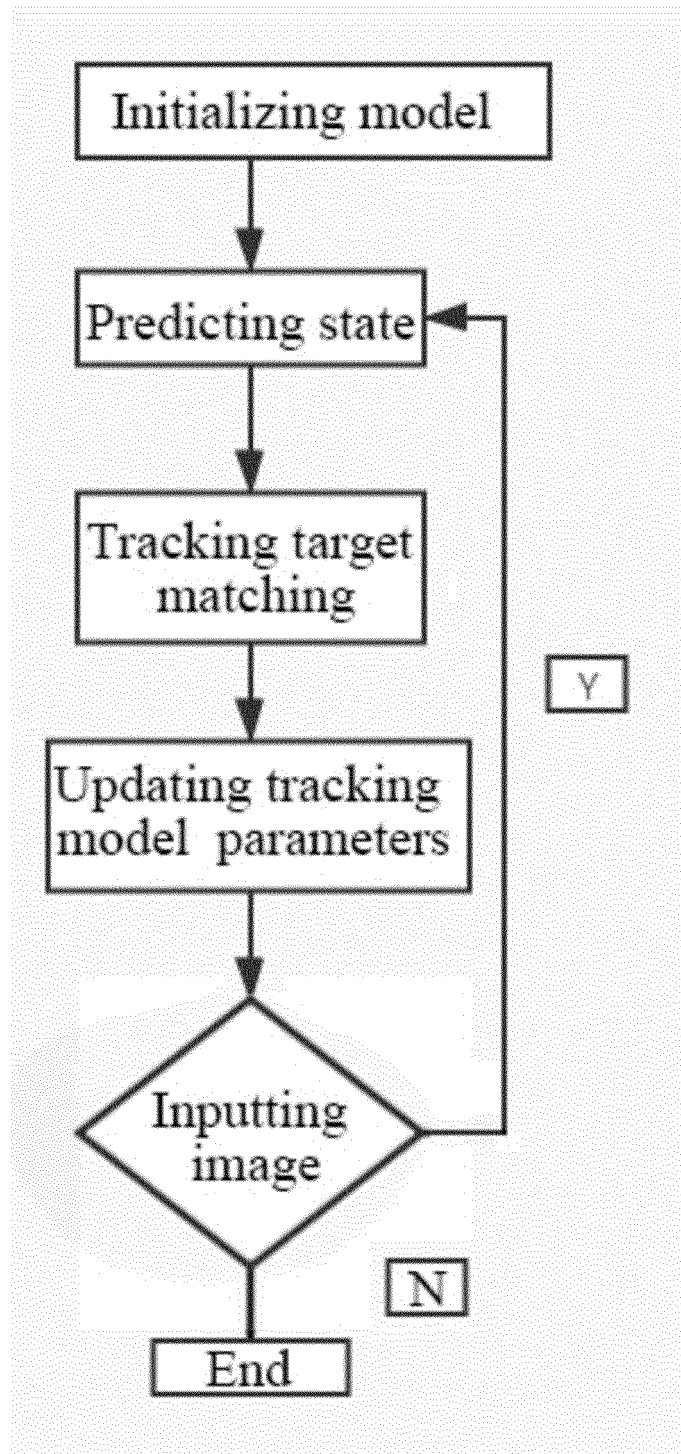 Initializing model
Predicting state
Tracking target
matching
Y
Updating tracking
model parameters
Inputting
image
N
End